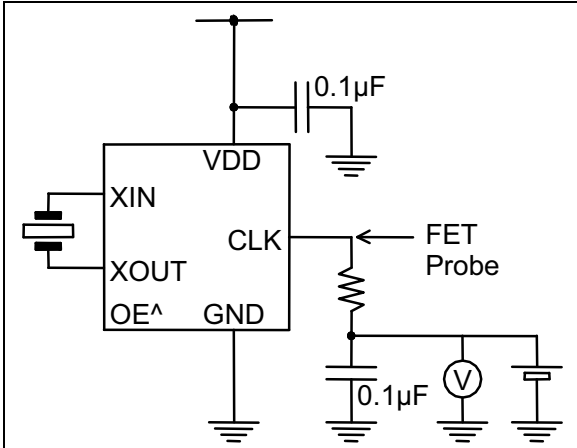 0.1µF
VDD
XIN
CLK
FET
Probe
XOUT
OE^ GND
0.1µF
V